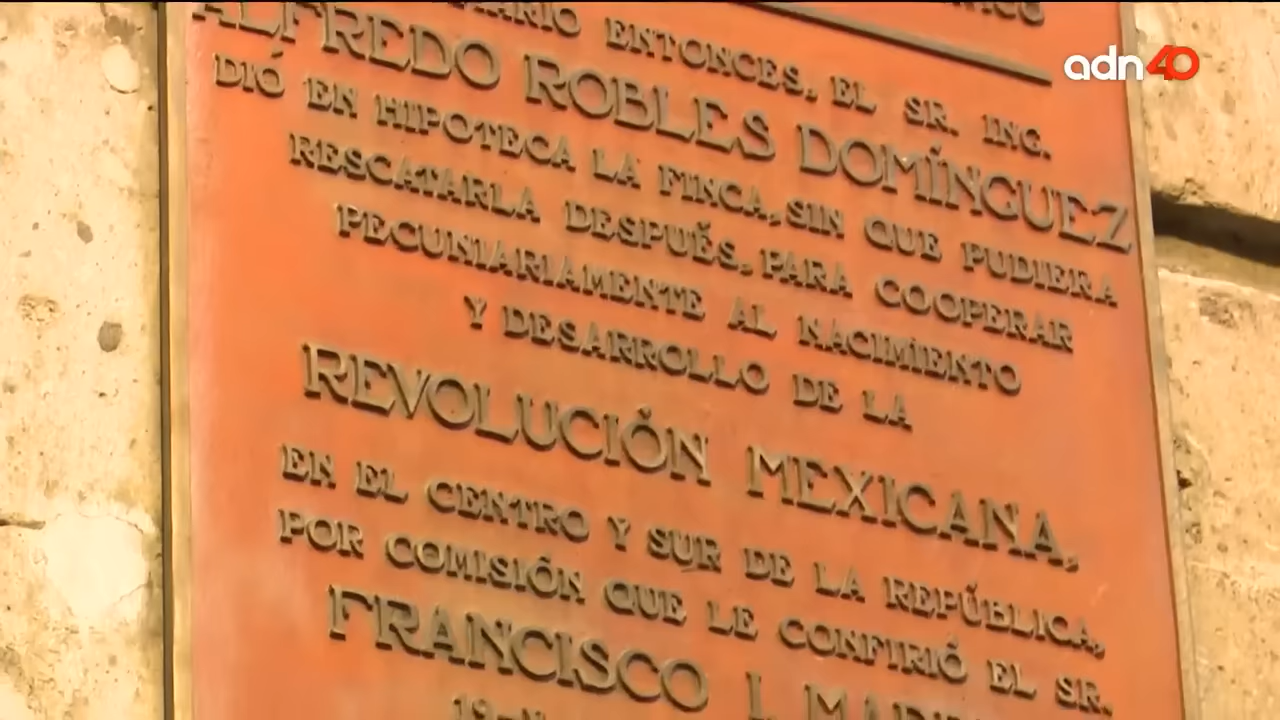 adn40
ENTONCES, EL SR. ING.
ALFREDO ROBLES DOMÍNGUEZ
DIÓ EN HIPOTECA LA FINCA, SIN QUE PUDIERA
RESCATARLA DESPUÉS, PARA COOPERAR
PECUNIARIAMENTE AL NACIMIENTO
Y DESARROLLO DE LA
REVOLUCIÓN MEXICANA,
EN EL CENTRO Y SUR DE LA REPÚBLICA,
POR COMISIÓN QUE LE CONFIRIÓ EL SR.
FRANCISCO I.